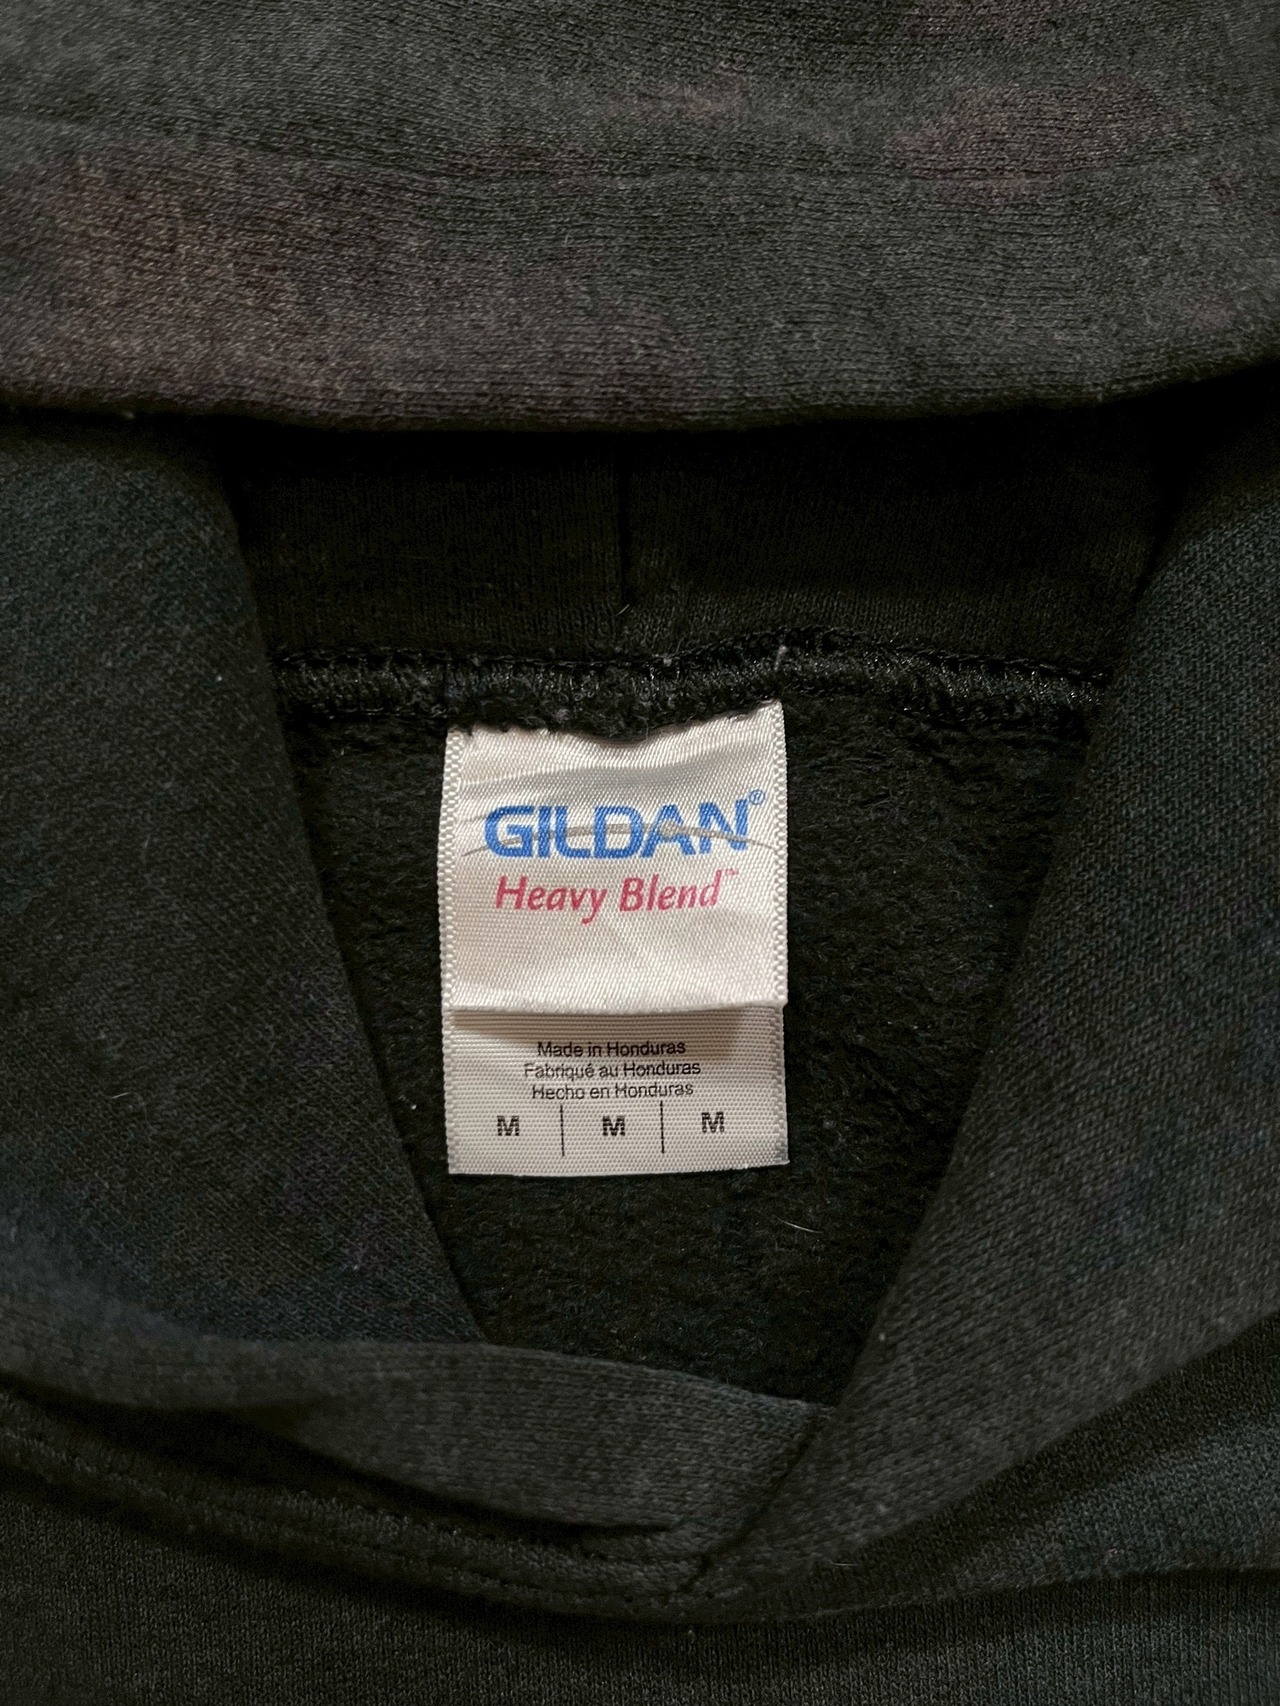 GILDAN®
Heavy Blend™
Made in Honduras
Fabriqué au Honduras
Hecho en Honduras
M | M | M